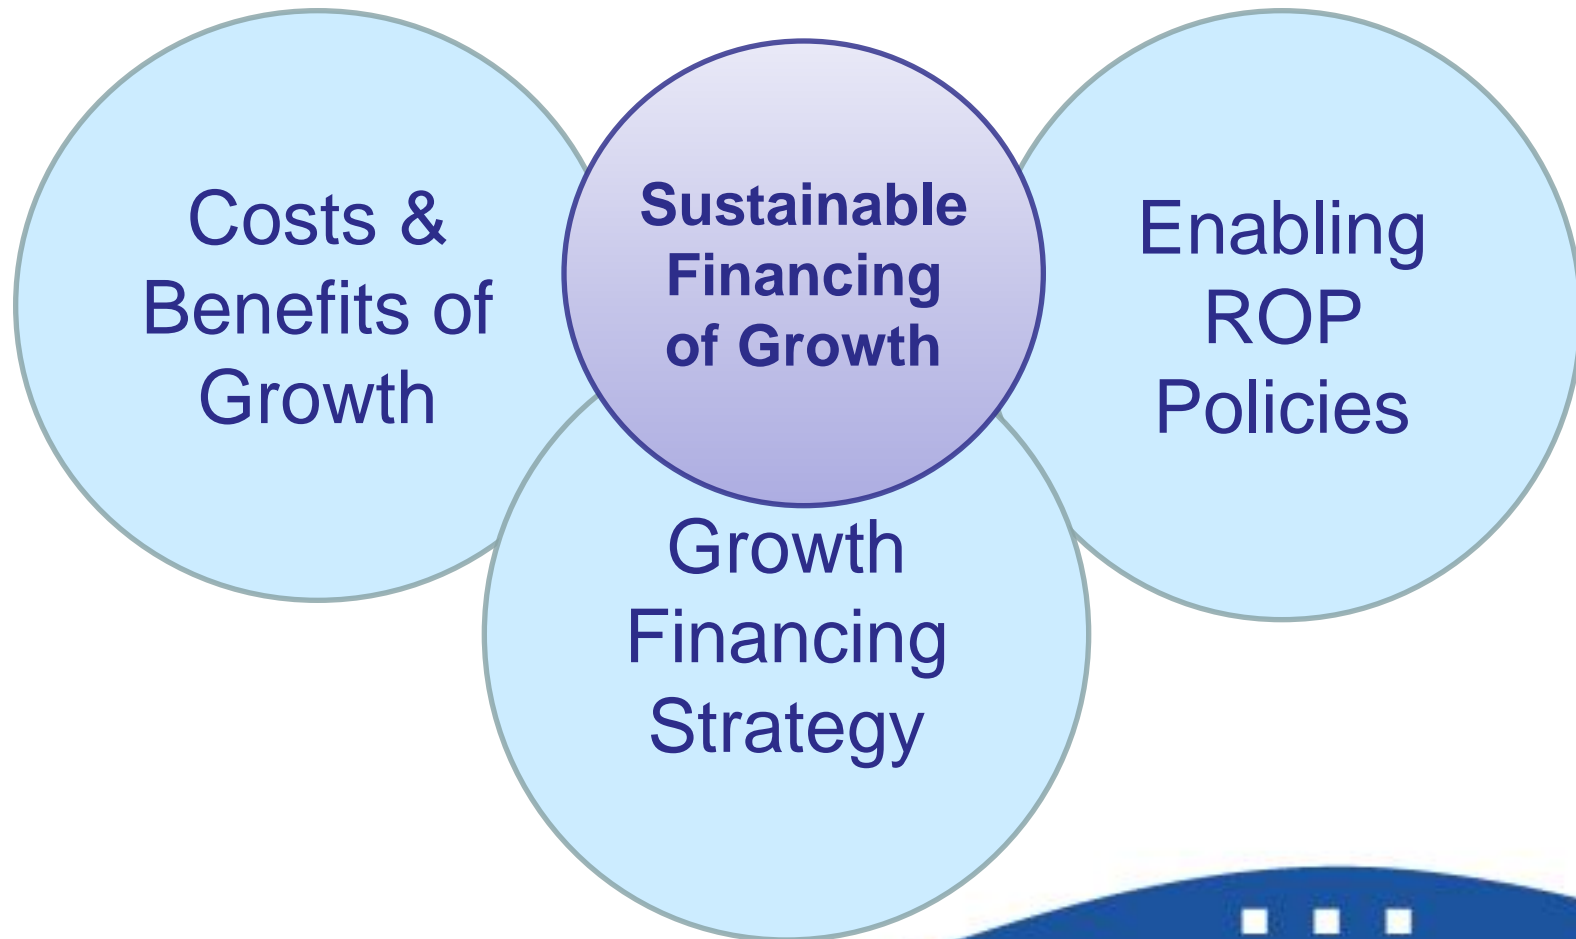 Costs &
Benefits of
Growth
Sustainable
Financing
of Growth
Enabling
ROP
Policies
Growth
Financing
Strategy